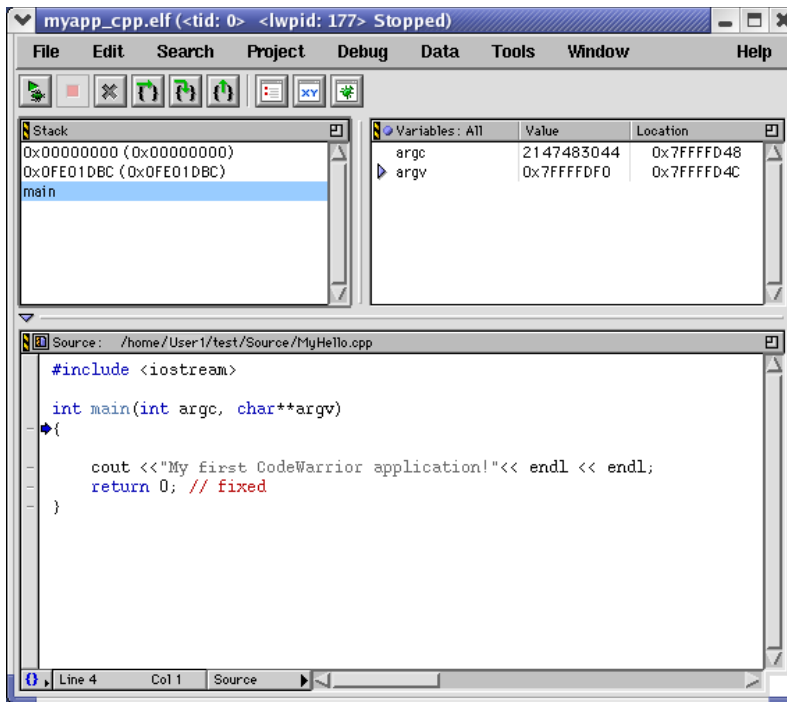 myapp_cpp.elf (<tid: 0> <lwpid: 177> Stopped)
File Edit Search Project Debug Data Tools Window Help
Stack
0x00000000 (0x00000000)
0x0FE01DBC (0x0FE01DBC)
main
Variables: All Value Location
argc 2147483044 0x7FFFFD48
argv 0x7FFFFDF0 0x7FFFFD4C
Source: /home/User1/test/Source/MyHello.cpp
#include <iostream>
int main(int argc, char**argv)
{
cout <<"My first CodeWarrior application!"<< endl << endl;
return 0; // fixed
}
Line 4 Col 1 Source